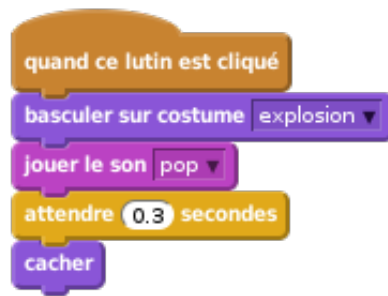 quand ce lutin est cliqué
basculer sur costume explosion
jouer le son pop
attendre 0.3 secondes
cacher